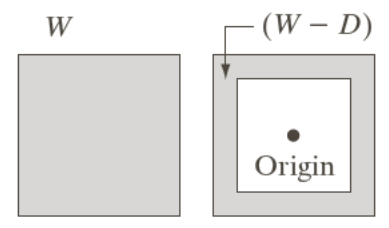 W
(W – D)
Origin